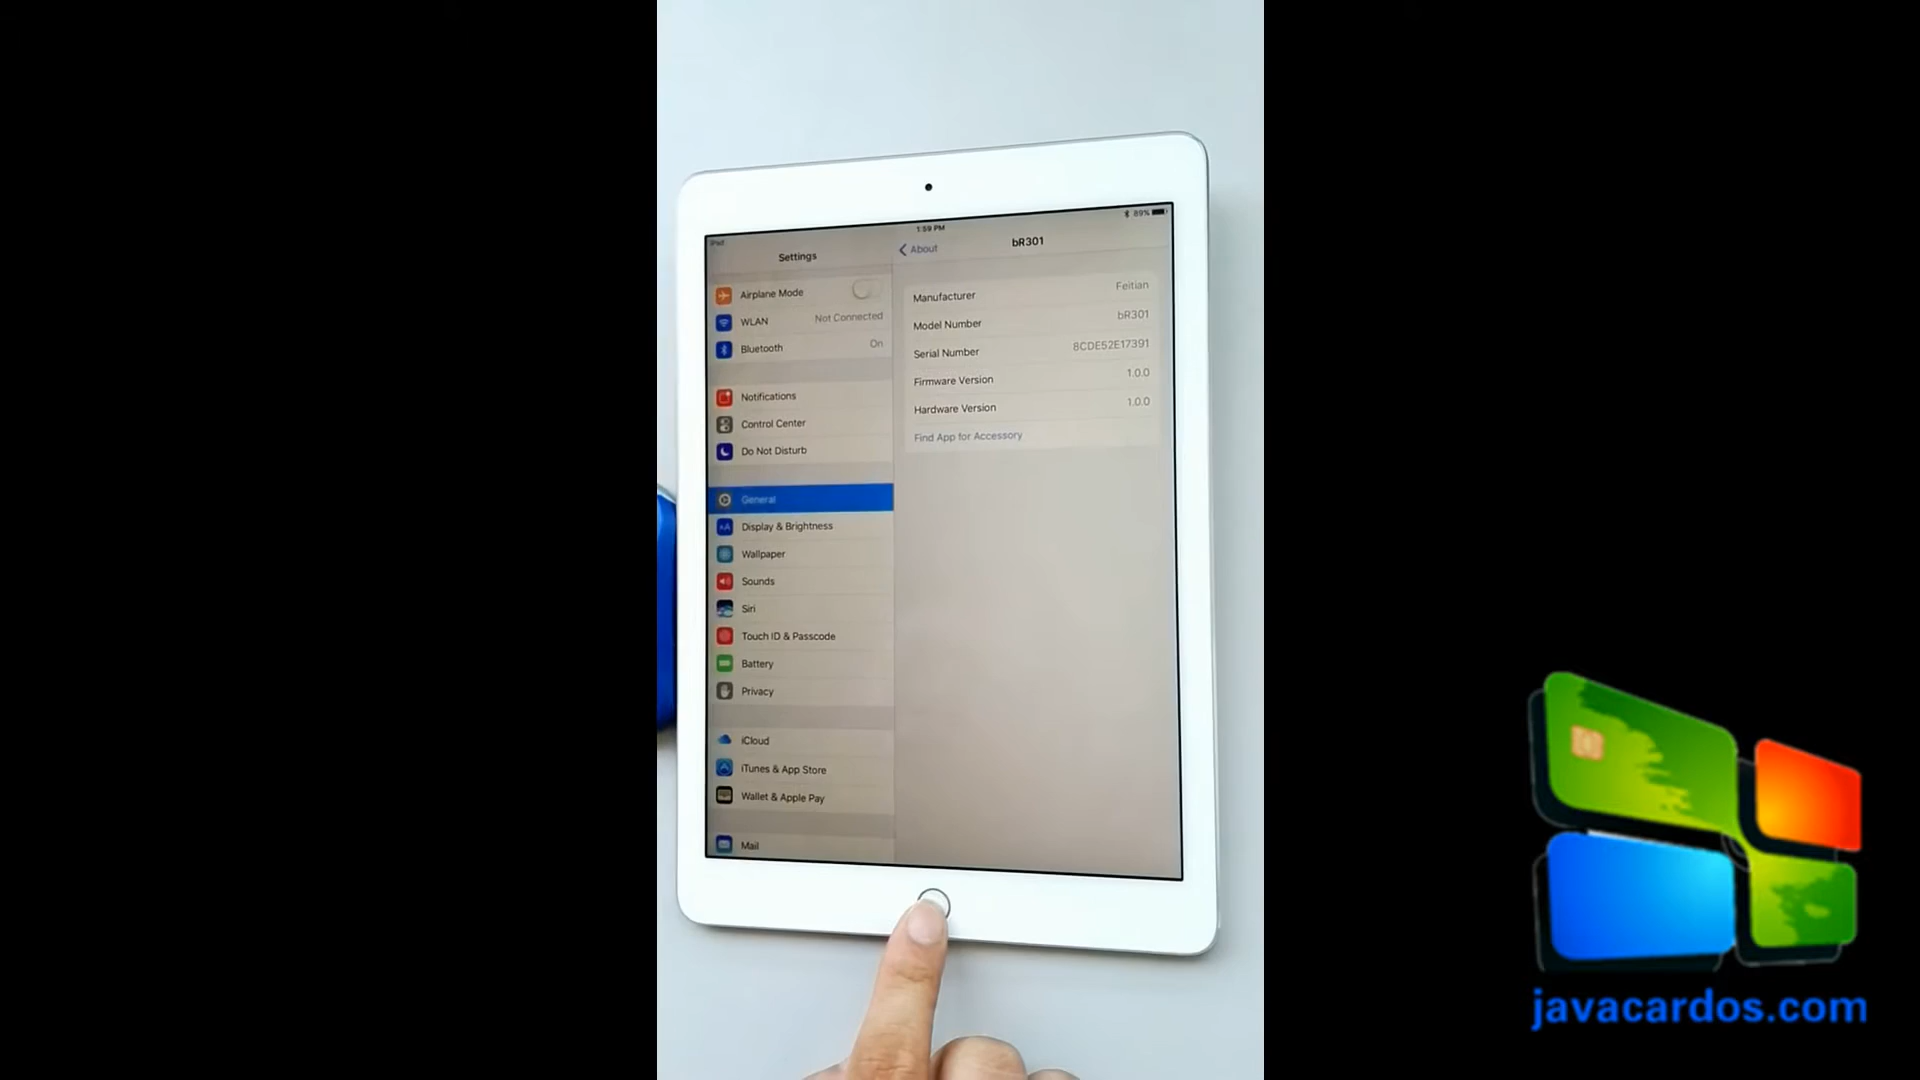 iPad
1:59 PM
89%
Settings
About
bR301
Airplane Mode
WLAN Not Connected
Bluetooth On
Notifications
Control Center
Do Not Disturb
General
Display & Brightness
Wallpaper
Sounds
Siri
Touch ID & Passcode
Battery
Privacy
iCloud
iTunes & App Store
Wallet & Apple Pay
Mail
Manufacturer Feitian
Model Number bR301
Serial Number 8CDE52E17391
Firmware Version 1.0.0
Hardware Version 1.0.0
Find App for Accessory
javacardos.com